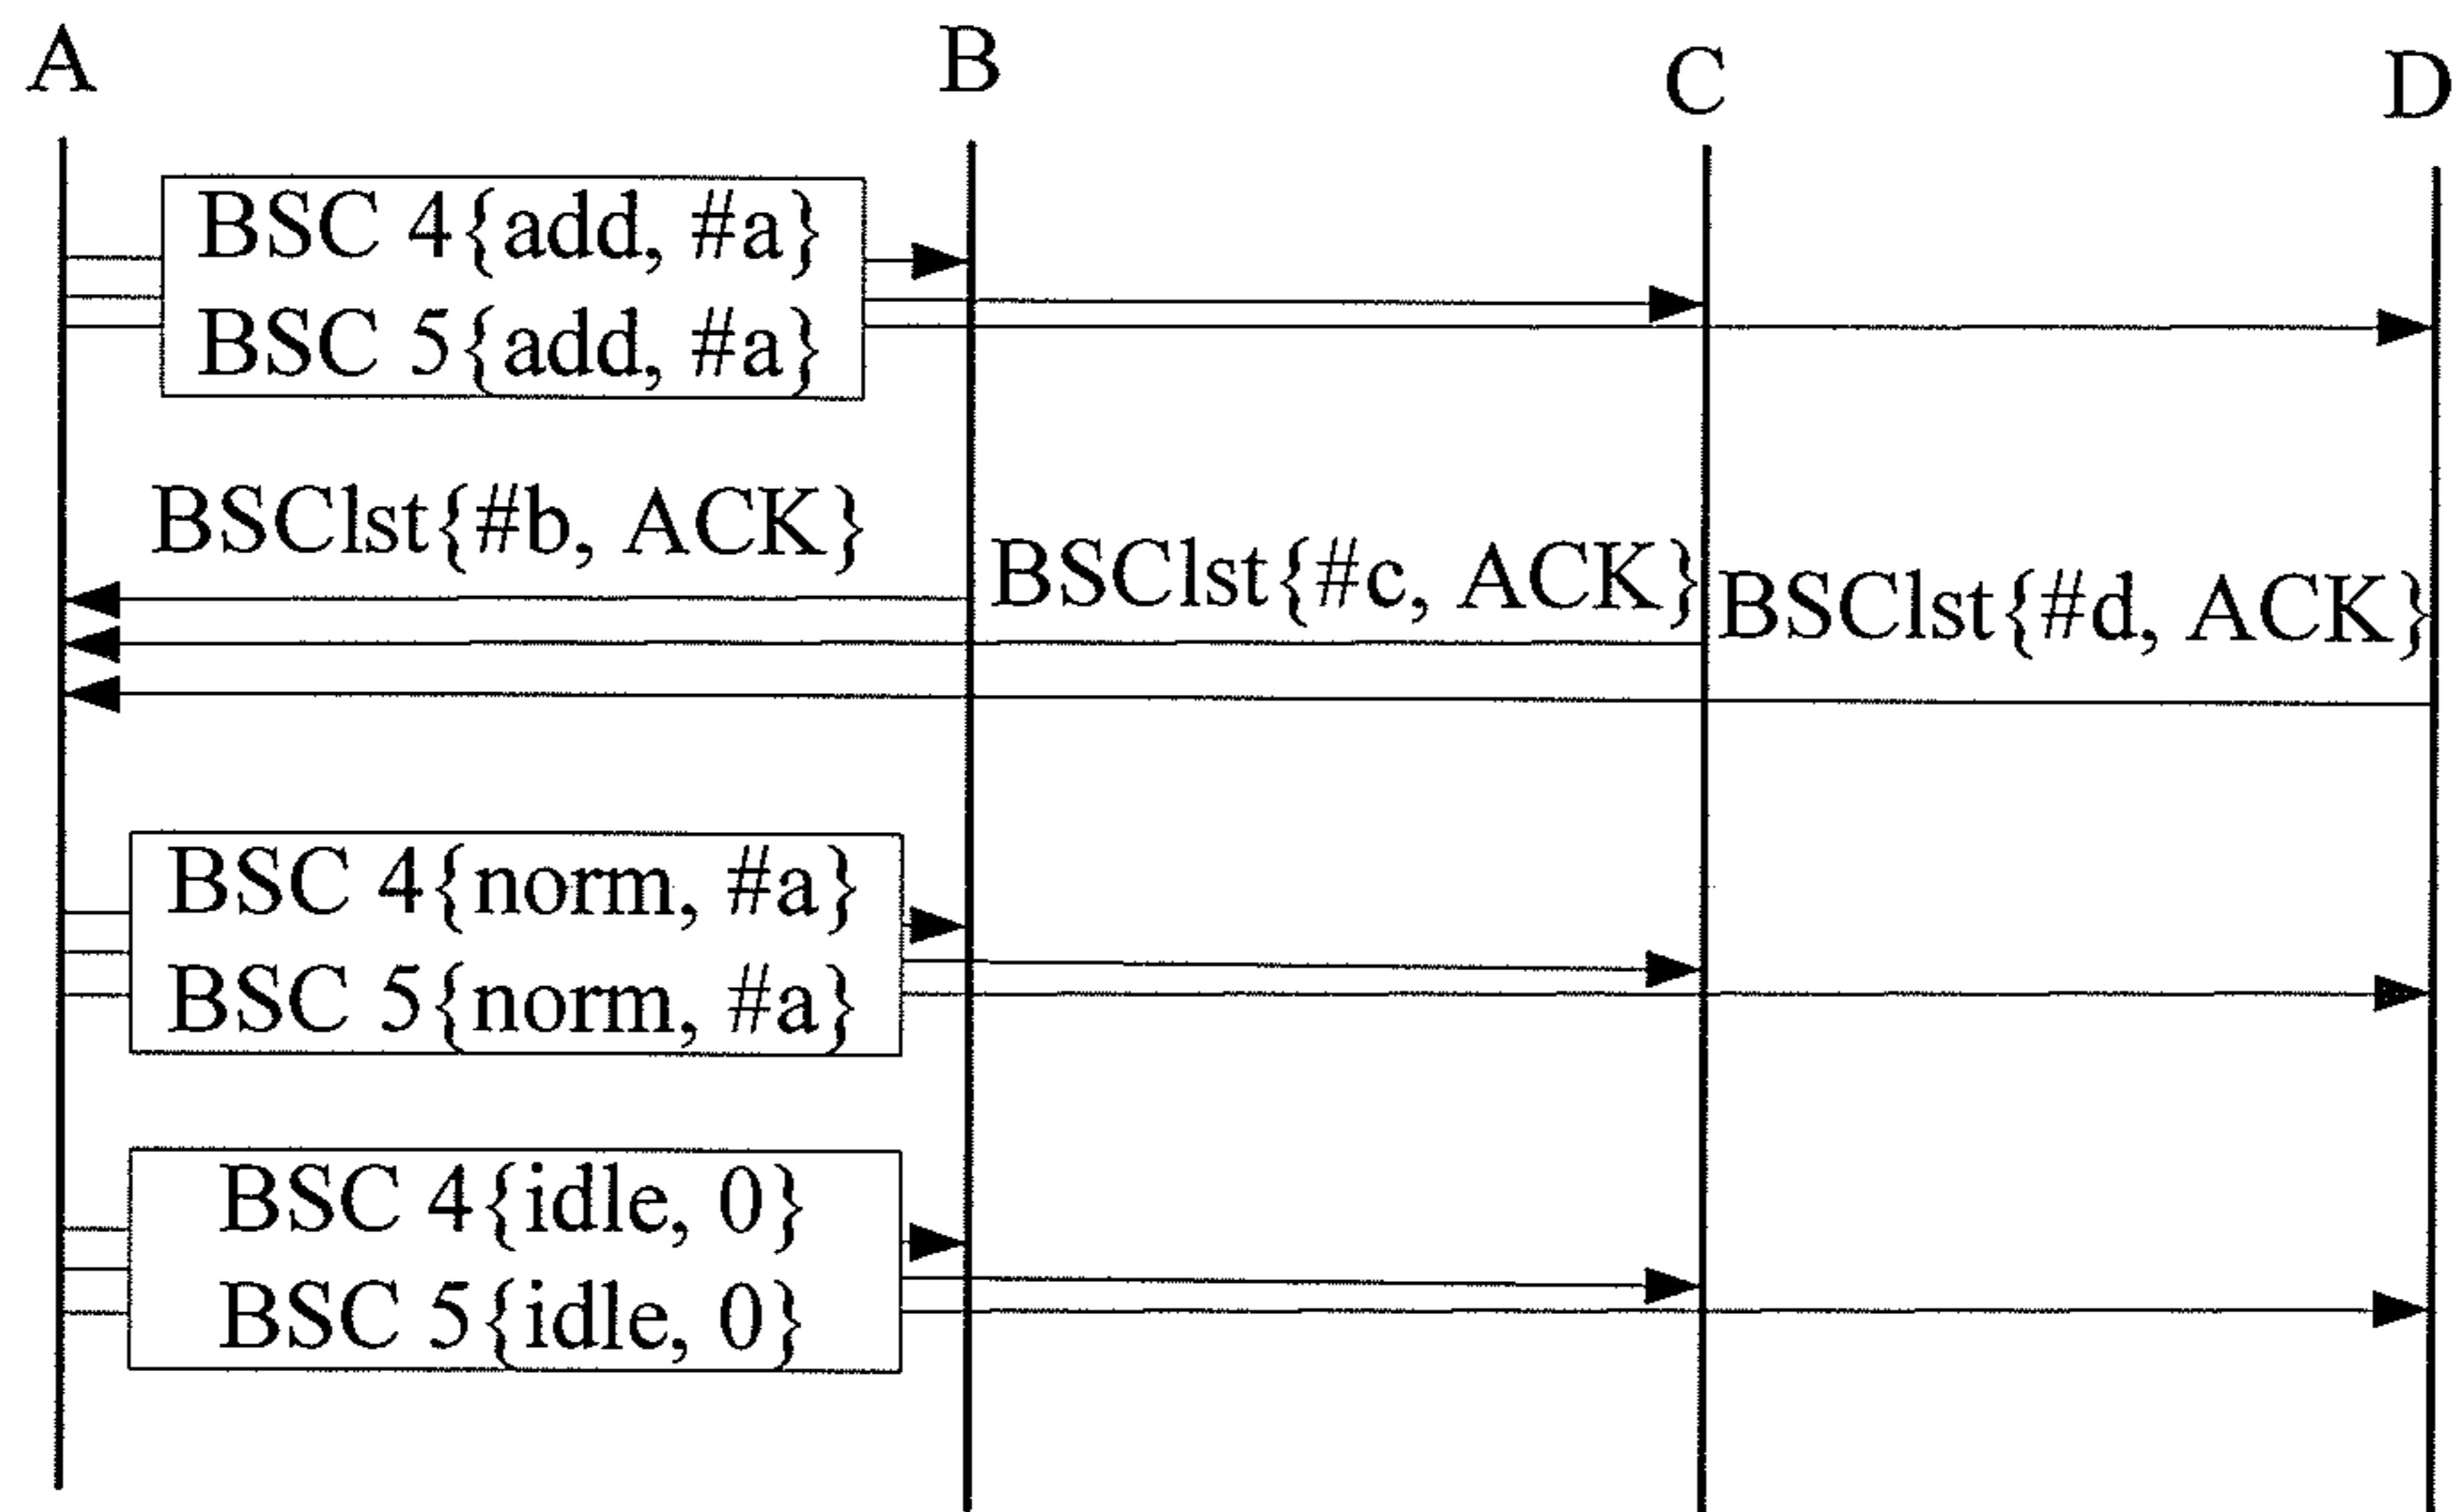 A
B
C
D
BSC 4{add, #a}
BSC 5{add, #a}
BSClst{#b, ACK}
BSClst{#c, ACK}
BSClst{#d, ACK}
BSC 4{norm, #a}
BSC 5{norm, #a}
BSC 4{idle, 0}
BSC 5{idle, 0}